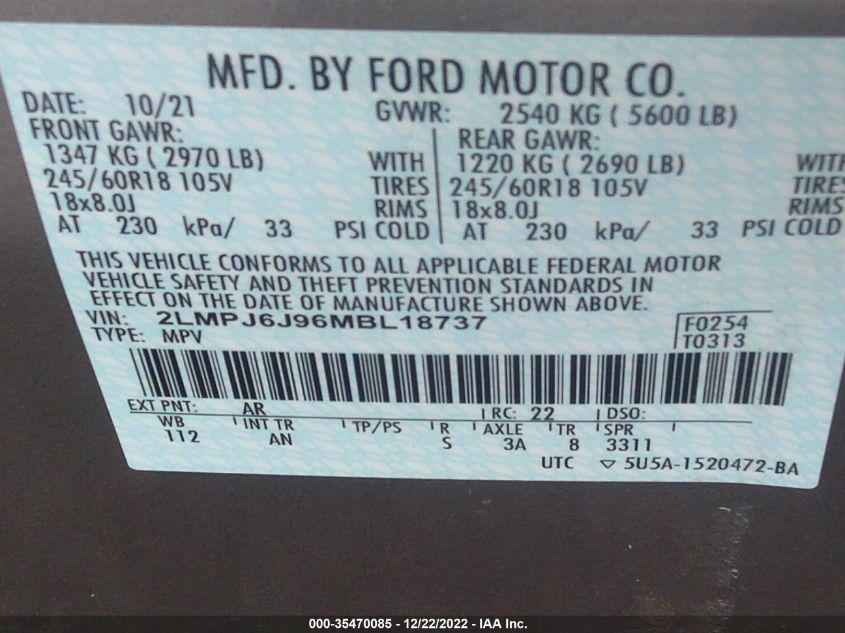 MFD. BY FORD MOTOR CO.
DATE: 10/21 GVWR: 2540 KG ( 5600 LB)
FRONT GAWR: REAR GAWR:
1347 KG ( 2970 LB) WITH 1220 KG ( 2690 LB) WITH
245/60R18 105V TIRES 245/60R18 105V TIRES
18x8.0J RIMS 18x8.0J RIMS
AT 230 kPa/ 33 PSI COLD AT 230 kPa/ 33 PSI COLD
THIS VEHICLE CONFORMS TO ALL APPLICABLE FEDERAL MOTOR
VEHICLE SAFETY AND THEFT PREVENTION STANDARDS IN
EFFECT ON THE DATE OF MANUFACTURE SHOWN ABOVE.
VIN: 2LMPJ6J96MBL18737 F0254
TYPE: MPV T0313
EXT PNT: AR RC: 22 DSO:
WB INT TR TP/PS R AXLE TR SPR
112 AN S 3A 8 3311
UTC ▽ 5U5A-1520472-BA
000-35470085 - 12/22/2022 - IAA Inc.